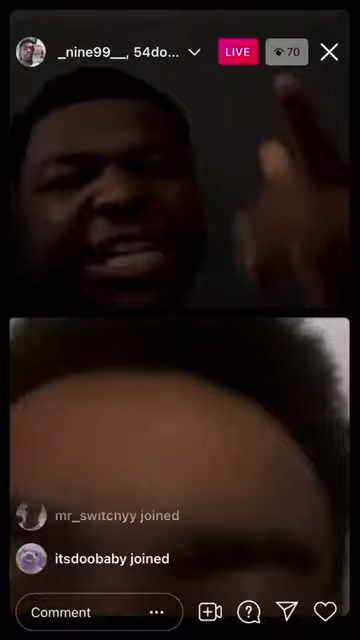 _nine99__, 54do...
LIVE
70
mr_switchyy joined
itsdoobaby joined
Comment